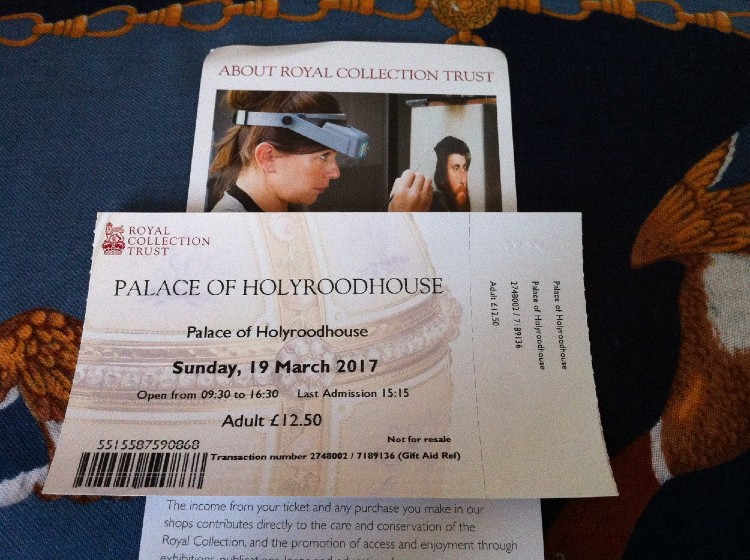 ABOUT ROYAL COLLECTION TRUST
ROYAL
COLLECTION
TRUST
PALACE OF HOLYROODHOUSE
Palace of Holyroodhouse
Sunday, 19 March 2017
Open from 09:30 to 16:30 Last Admission 15:15
Adult £12.50
Not for resale
5515587590868
Transaction number 2748002 / 7189136 (Gift Aid Ref)
Palace of Holyroodhouse
Palace of Holyroodhouse
2748002 / 7189136
Adult £12.50
The income from your ticket and any purchase you make in our
shops contributes directly to the care and conservation of the
Royal Collection, and the promotion of access and enjoyment through
exhibitions, publications, loans and